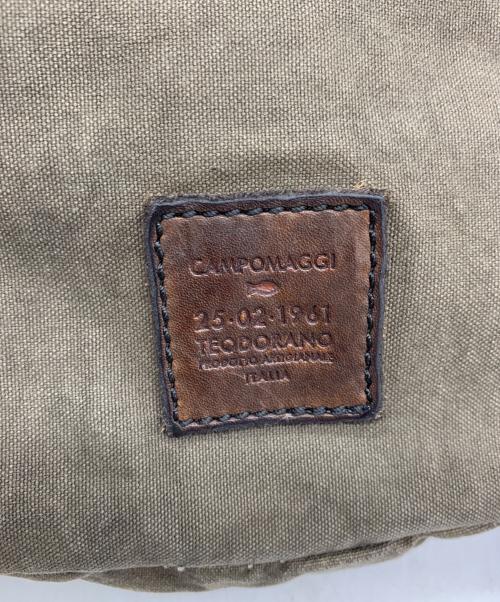 CAMPOMAGGI
25·02·1961
TEODORANO
PRODOTTO ARTIGIANALE
ITALIA